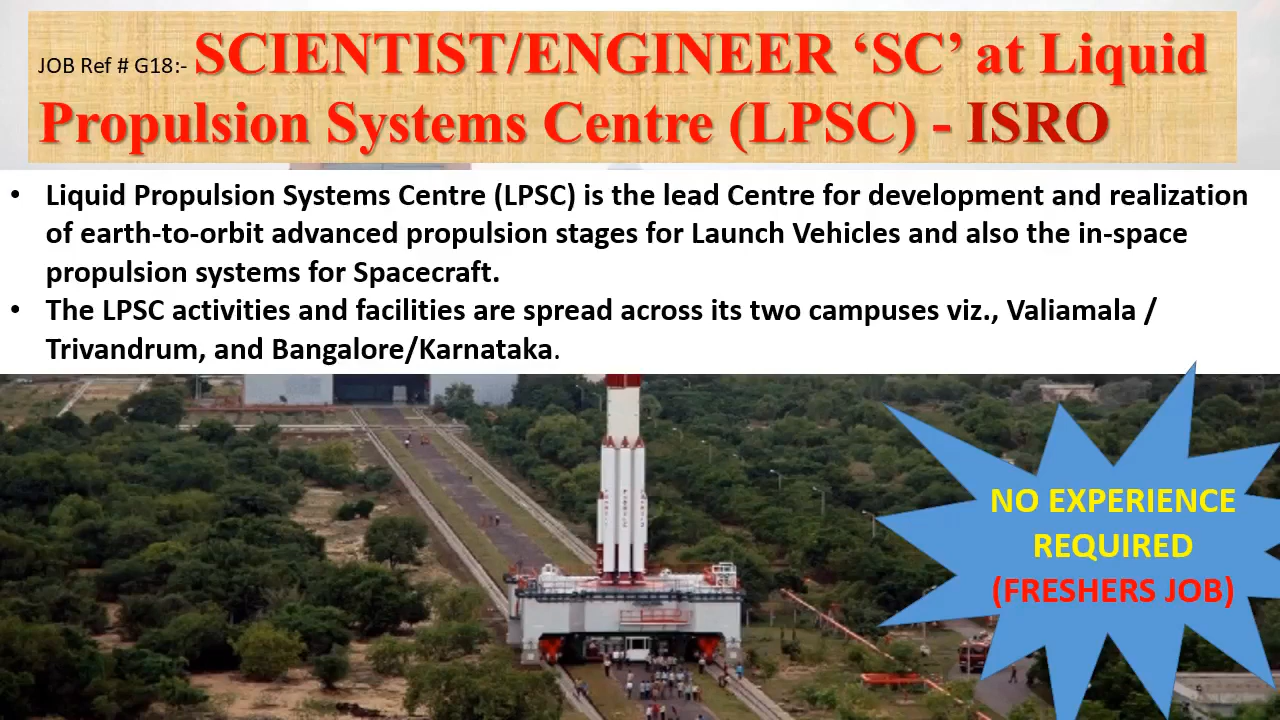 JOB Ref # G18:- SCIENTIST/ENGINEER ‘SC’ at Liquid
Propulsion Systems Centre (LPSC) - ISRO
• Liquid Propulsion Systems Centre (LPSC) is the lead Centre for development and realization
of earth-to-orbit advanced propulsion stages for Launch Vehicles and also the in-space
propulsion systems for Spacecraft.
• The LPSC activities and facilities are spread across its two campuses viz., Valiamala /
Trivandrum, and Bangalore/Karnataka.
NO EXPERIENCE
REQUIRED
(FRESHERS JOB)